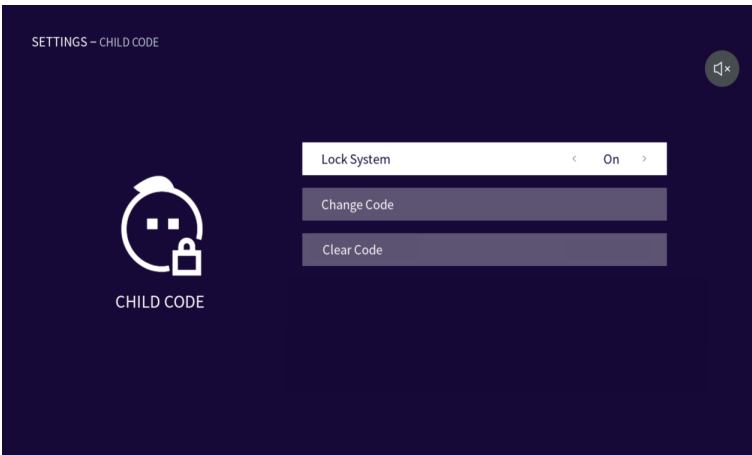 SETTINGS – CHILD CODE
Lock System < On >
Change Code
Clear Code
CHILD CODE